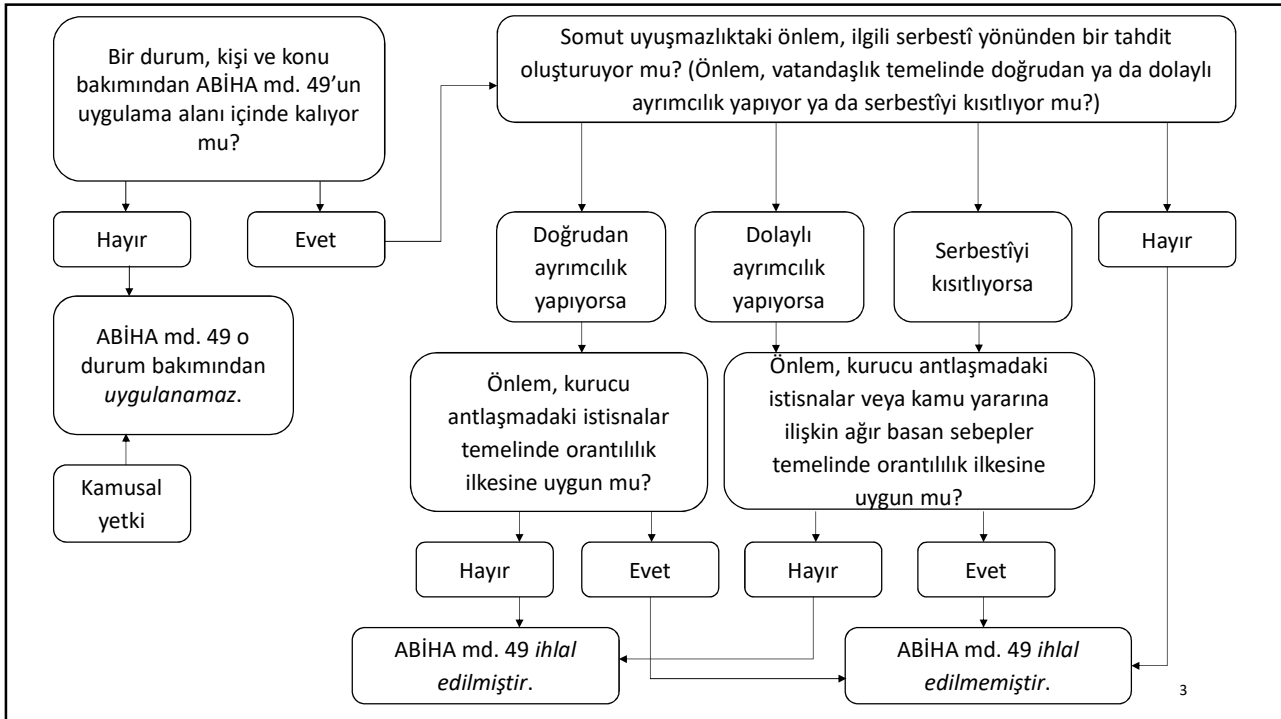 Bir durum, kişi ve konu
bakımından ABİHA md. 49'un
uygulama alanı içinde kalıyor
mu?
Somut uyuşmazlıktaki önlem, ilgili serbestî yönünden bir tahdit
oluşturuyor mu? (Önlem, vatandaşlık temelinde doğrudan ya da dolaylı
ayrımcılık yapıyor ya da serbestîyi kısıtlıyor mu?)
Hayır
Evet
Doğrudan
ayrımcılık
yapıyorsa
Dolaylı
ayrımcılık
yapıyorsa
Serbestîyi
kısıtlıyorsa
Hayır
ABİHA md. 49 o
durum bakımından
uygulanamaz.
Kamusal
yetki
Önlem, kurucu
antlaşmadaki istisnalar
temelinde orantılılık
ilkesine uygun mu?
Önlem, kurucu antlaşmadaki
istisnalar veya kamu yararına
ilişkin ağır basan sebepler
temelinde orantılılık ilkesine
uygun mu?
Hayır
Evet
Hayır
Evet
ABİHA md. 49 ihlal
edilmiştir.
ABİHA md. 49 ihlal
edilmemiştir.
3